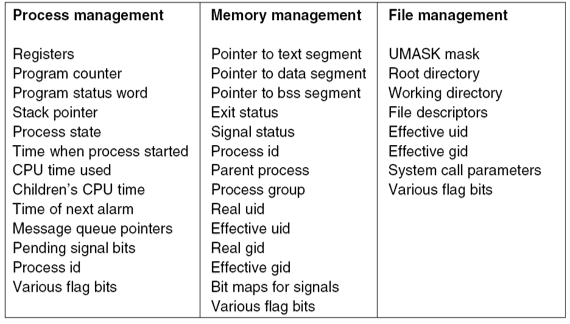 Process management
Registers
Program counter
Program status word
Stack pointer
Process state
Time when process started
CPU time used
Children's CPU time
Time of next alarm
Message queue pointers
Pending signal bits
Process id
Various flag bits
Memory management
Pointer to text segment
Pointer to data segment
Pointer to bss segment
Exit status
Signal status
Process id
Parent process
Process group
Real uid
Effective uid
Real gid
Effective gid
Bit maps for signals
Various flag bits
File management
UMASK mask
Root directory
Working directory
File descriptors
Effective uid
Effective gid
System call parameters
Various flag bits